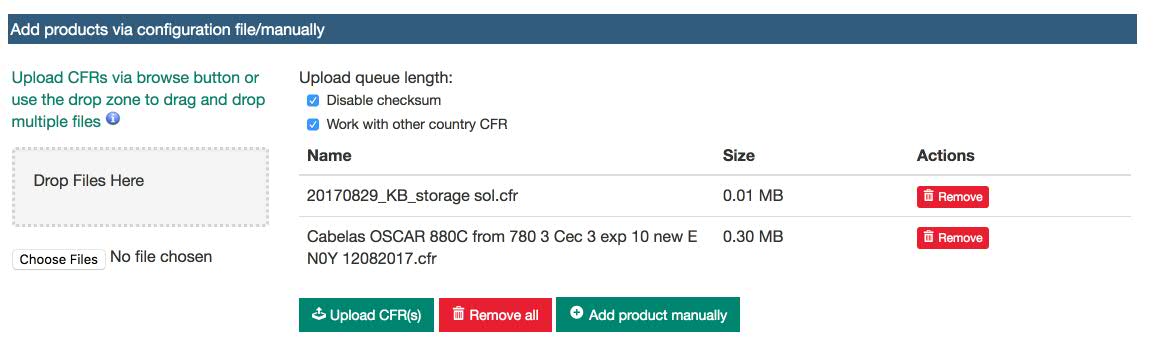 Add products via configuration file/manually
Upload CFRs via browse button or
use the drop zone to drag and drop
multiple files
Drop Files Here
Choose Files No file chosen
Upload queue length:
Disable checksum
Work with other country CFR
Name Size Actions
20170829_KB_storage sol.cfr 0.01 MB Remove
Cabelas OSCAR 880C from 780 3 Cec 3 exp 10 new E 0.30 MB Remove
N0Y 12082017.cfr
Upload CFR(s) Remove all Add product manually